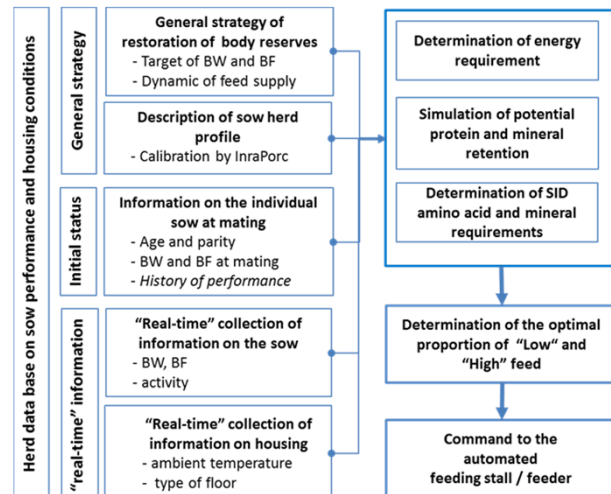 Herd data base on sow performance and housing conditions
General strategy
General strategy of
restoration of body reserves
- Target of BW and BF
- Dynamic of feed supply
Description of sow herd
profile
- Calibration by InraPorc
Initial status
Information on the individual
sow at mating
- Age and parity
- BW and BF at mating
- History of performance
"real-time" information
“Real-time” collection of
information on the sow
- BW, BF
- activity
“Real-time” collection of
information on housing
- ambient temperature
- type of floor
Determination of energy
requirement
Simulation of potential
protein and mineral
retention
Determination of SID
amino acid and mineral
requirements
Determination of the optimal
proportion of “Low“ and
“High” feed
Command to the
automated
feeding stall / feeder